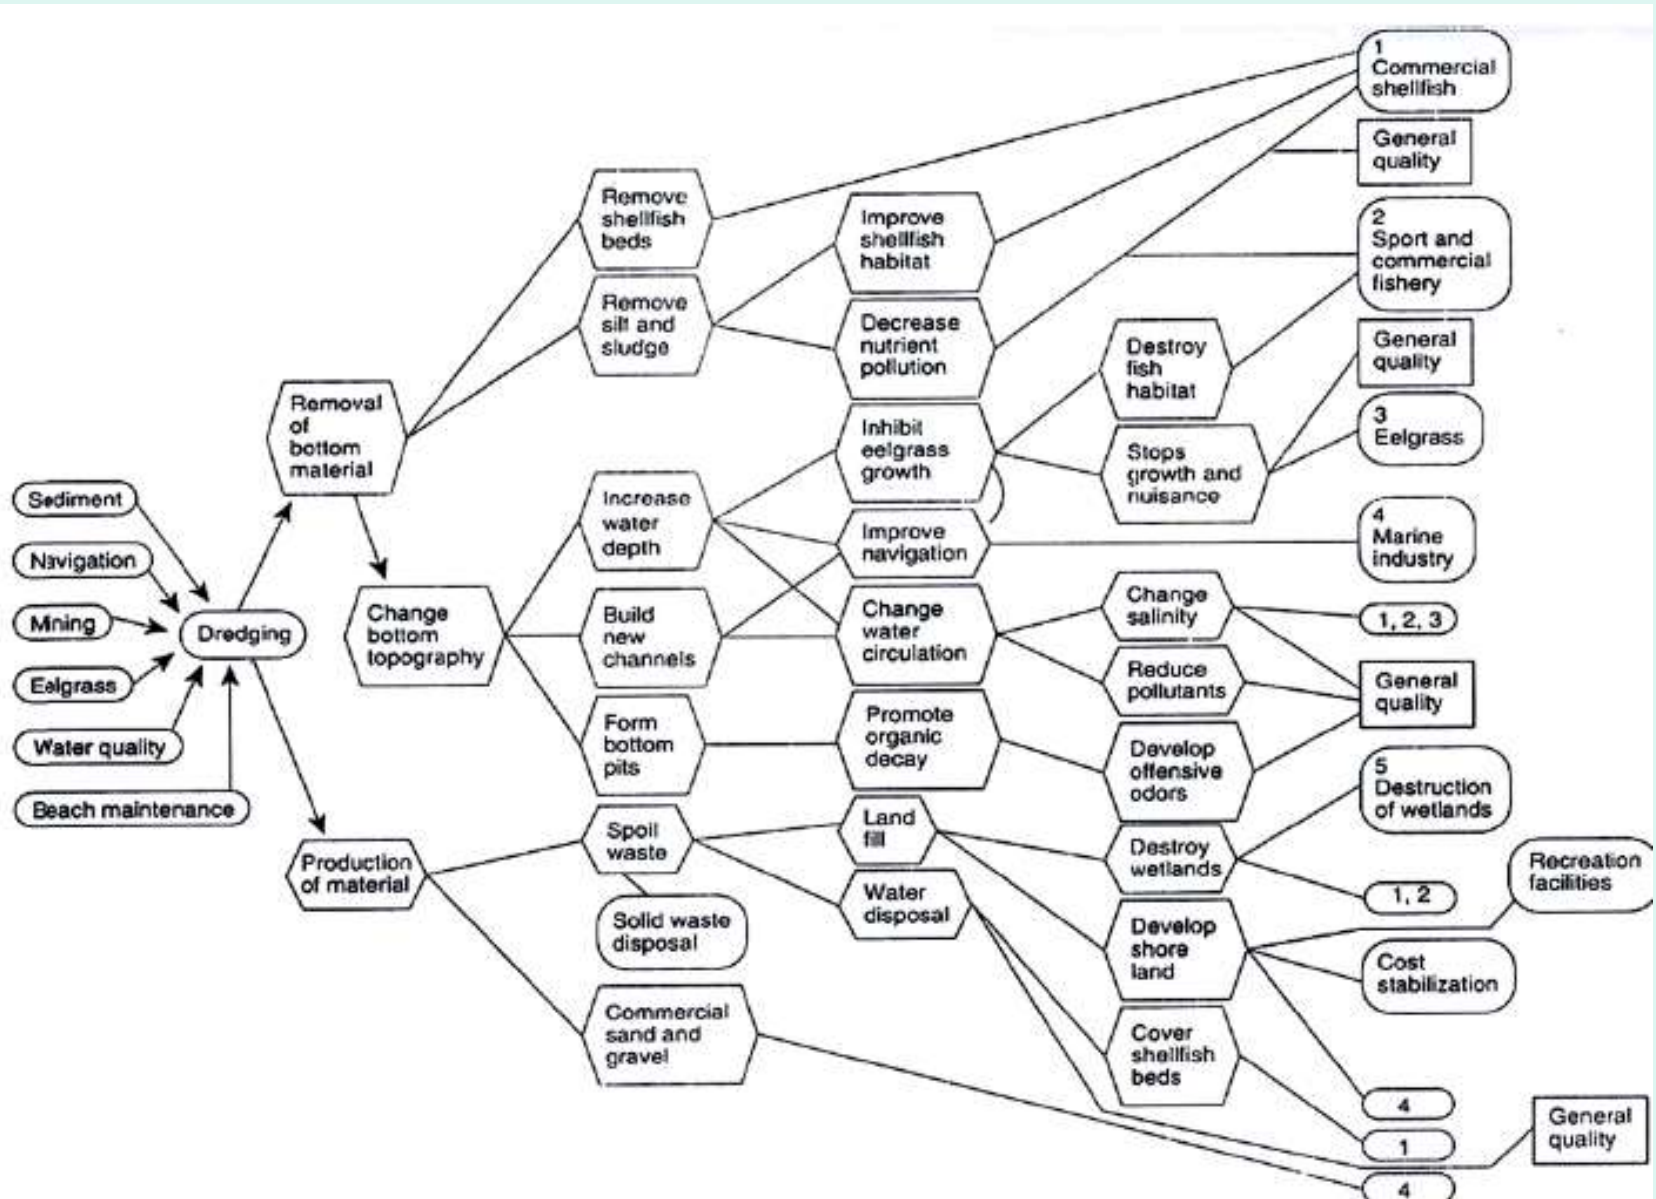 Sediment
Navigation
Mining
Eelgrass
Water quality
Beach maintenance
Dredging
Removal
of
bottom
material
Change
bottom
topography
Production
of material
Remove
shellfish
beds
Remove
silt and
sludge
Increase
water
depth
Build
new
channels
Form
bottom
pits
Spoil
waste
Solid waste
disposal
Commercial
sand and
gravel
Improve
shellfish
habitat
Decrease
nutrient
pollution
Inhibit
eelgrass
growth
Improve
navigation
Change
water
circulation
Promote
organic
decay
Land
fill
Water
disposal
Destroy
fish
habitat
Stops
growth and
nuisance
Change
salinity
Reduce
pollutants
Develop
offensive
odors
Destroy
wetlands
Develop
shore
land
Cover
shellfish
beds
1
Commercial
shellfish
General
quality
2
Sport and
commercial
fishery
General
quality
3
Eelgrass
4
Marine
industry
1, 2, 3
General
quality
5
Destruction
of wetlands
1, 2
Recreation
facilities
Cost
stabilization
4
1
4
General
quality